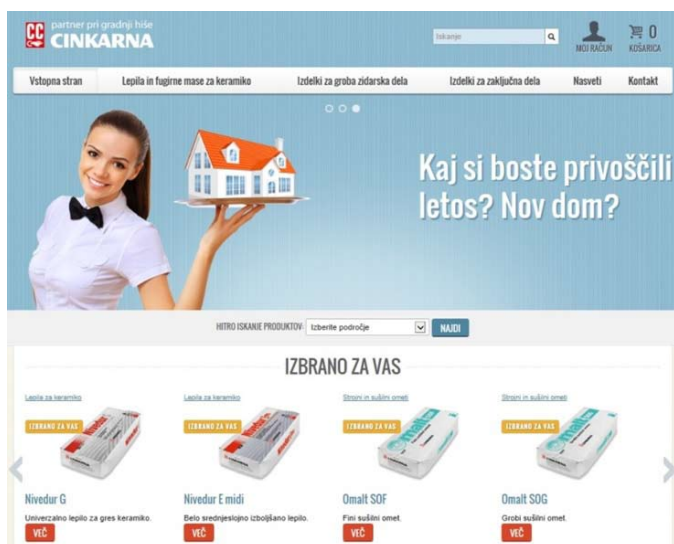 CC
partner pri gradnji hiše
CINKARNA
Iskanje
MOJ RAČUN
0
KOŠARICA
Vstopna stran
Lepila in fugirne mase za keramiko
Izdelki za groba zidarska dela
Izdelki za zaključna dela
Nasveti
Kontakt
Kaj si boste privoščili
letos? Nov dom?
HITRO ISKANJE PRODUKTOV:
Izberite področje
NAJDI
IZBRANO ZA VAS
Lepila za keramiko
Lepila za keramiko
Strojni in sušilni ometi
Strojni in sušilni ometi
IZBRANO ZA VAS
IZBRANO ZA VAS
IZBRANO ZA VAS
IZBRANO ZA VAS
Nivedur
Nivedur
Omalt
Omalt
Nivedur G
Nivedur E midi
Omalt SOF
Omalt SOG
Univerzalno lepilo za gres keramiko.
Belo srednjeslojno izboljšano lepilo.
Fini sušilni omet.
Grobi sušilni omet.
VEČ
VEČ
VEČ
VEČ